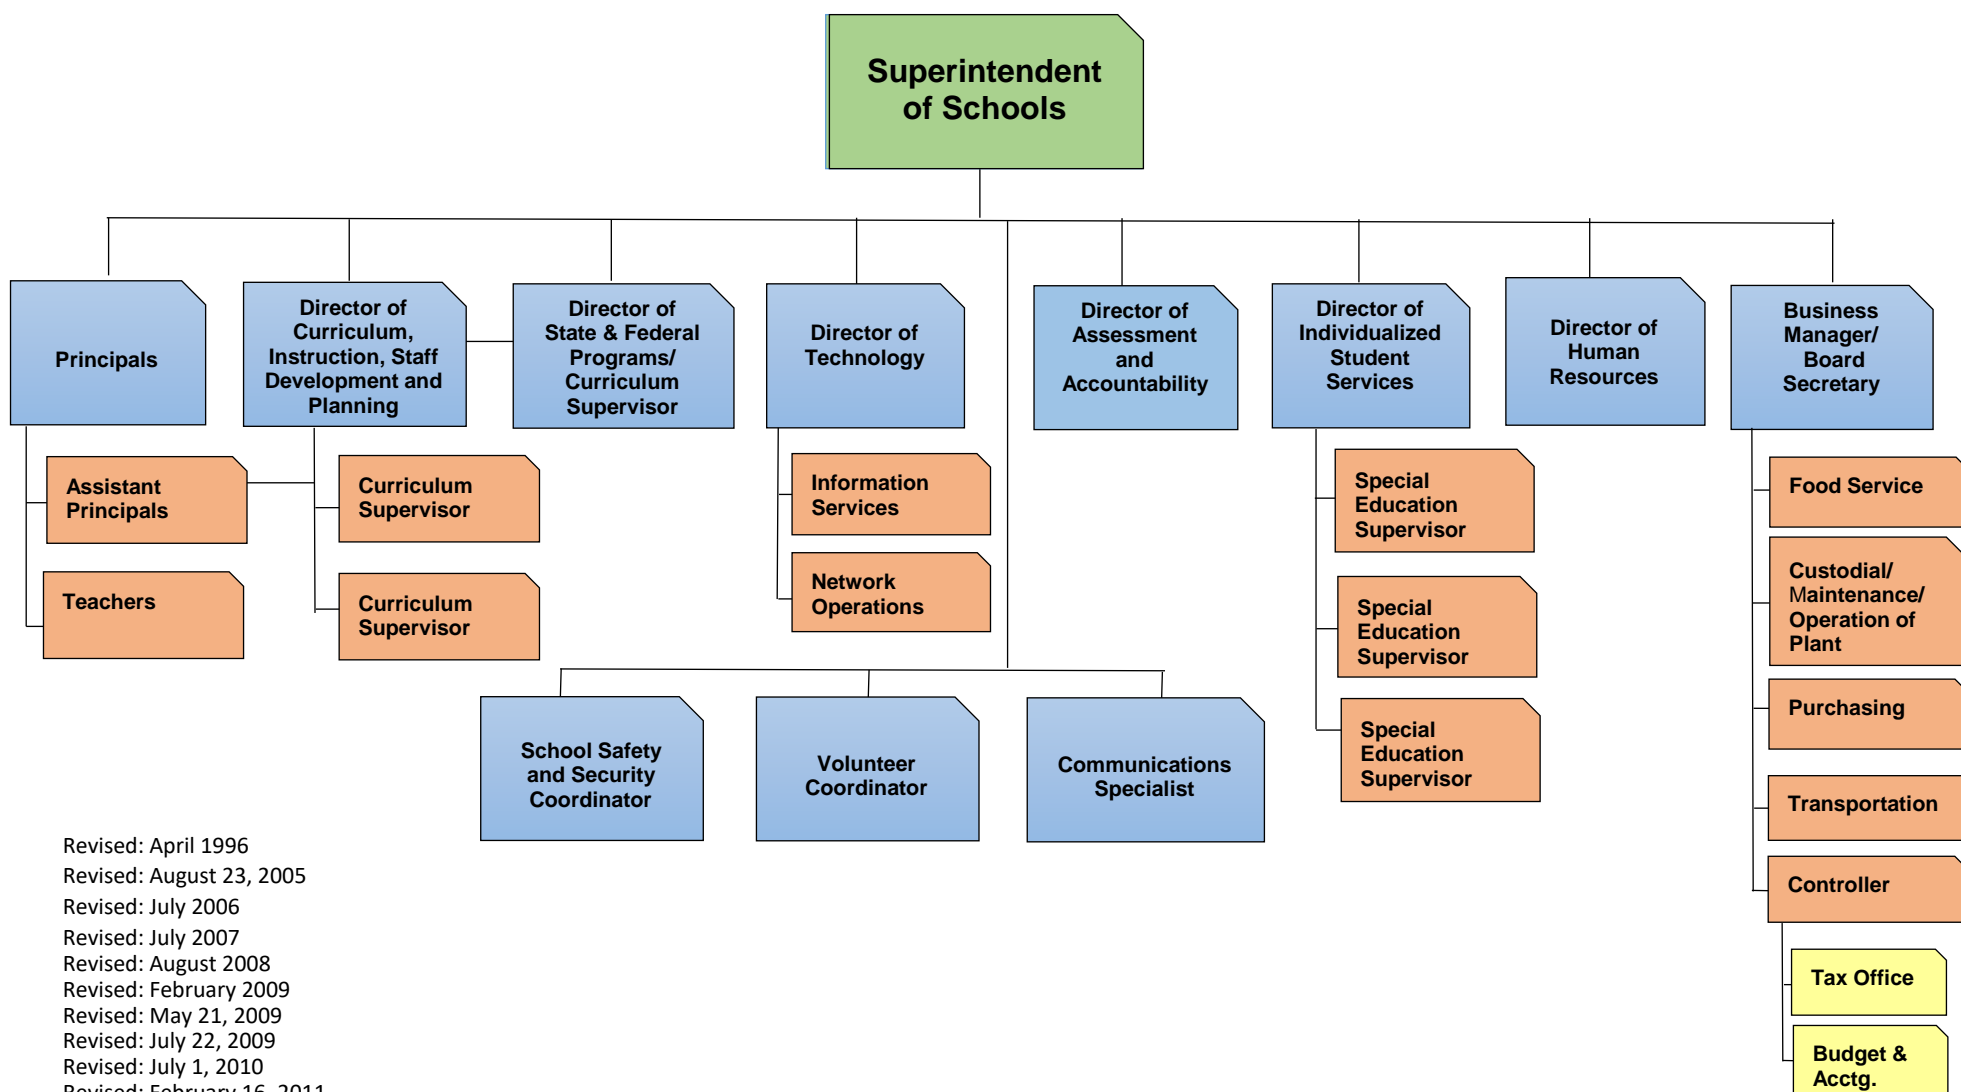 Superintendent
of Schools
Principals
Director of
Curriculum,
Instruction, Staff
Development and
Planning
Director of
State & Federal
Programs/
Curriculum
Supervisor
Director of
Technology
Director of
Assessment
and
Accountability
Director of
Individualized
Student
Services
Director of
Human
Resources
Business
Manager/
Board
Secretary
Assistant
Principals
Teachers
Curriculum
Supervisor
Curriculum
Supervisor
Information
Services
Network
Operations
Special
Education
Supervisor
Special
Education
Supervisor
Special
Education
Supervisor
Food Service
Custodial/
Maintenance/
Operation of
Plant
Purchasing
Transportation
Controller
Tax Office
Budget &
Acctg.
School Safety
and Security
Coordinator
Volunteer
Coordinator
Communications
Specialist
Revised: April 1996
Revised: August 23, 2005
Revised: July 2006
Revised: July 2007
Revised: August 2008
Revised: February 2009
Revised: May 21, 2009
Revised: July 22, 2009
Revised: July 1, 2010
Revised: February 16, 2011